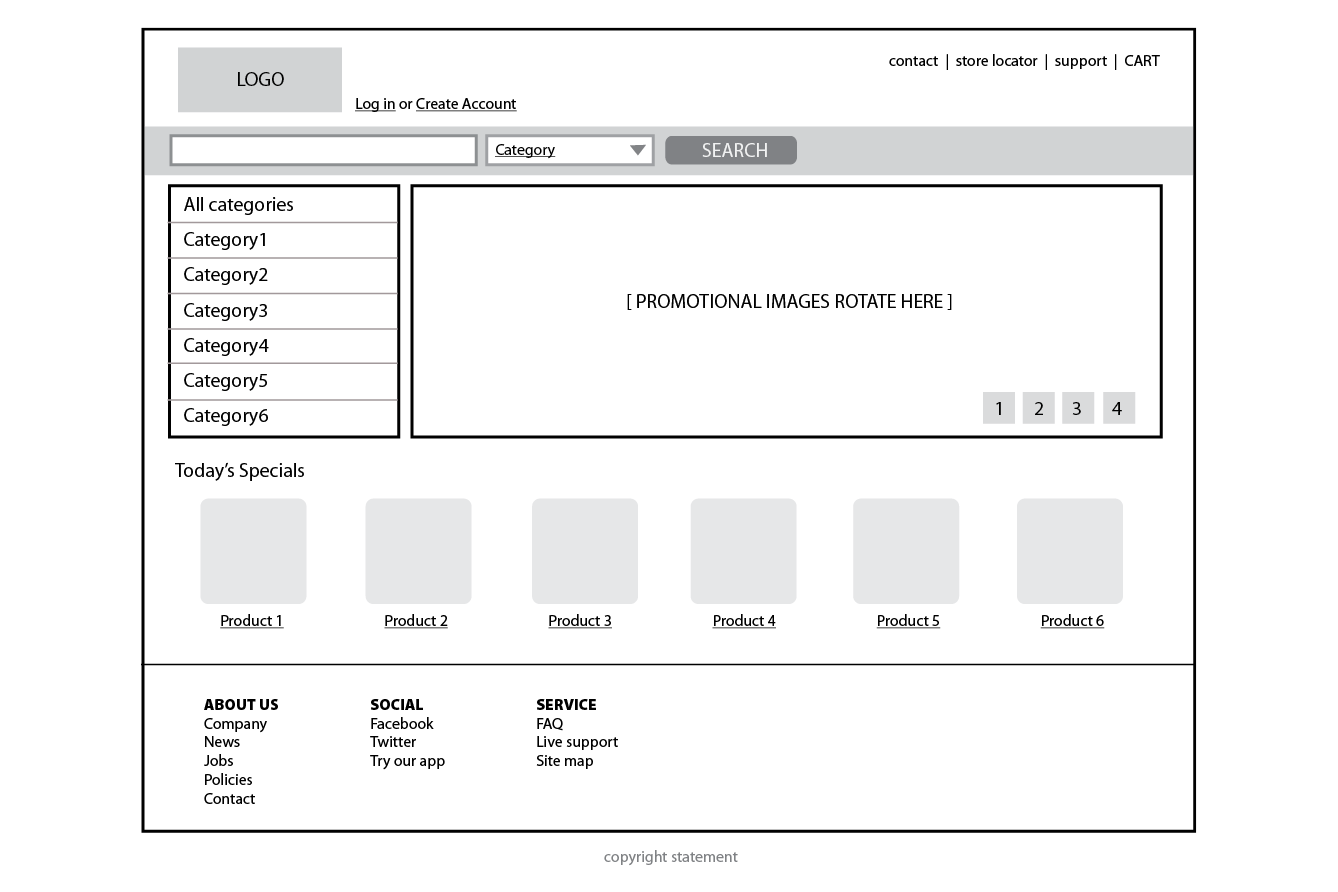 contact | store locator | support | CART
LOGO
Log in or Create Account
Category
SEARCH
All categories
Category1
Category2
Category3
Category4
Category5
Category6
[ PROMOTIONAL IMAGES ROTATE HERE ]
1 2 3 4
Today’s Specials
Product 1
Product 2
Product 3
Product 4
Product 5
Product 6
ABOUT US
Company
News
Jobs
Policies
Contact
SOCIAL
Facebook
Twitter
Try our app
SERVICE
FAQ
Live support
Site map
copyright statement